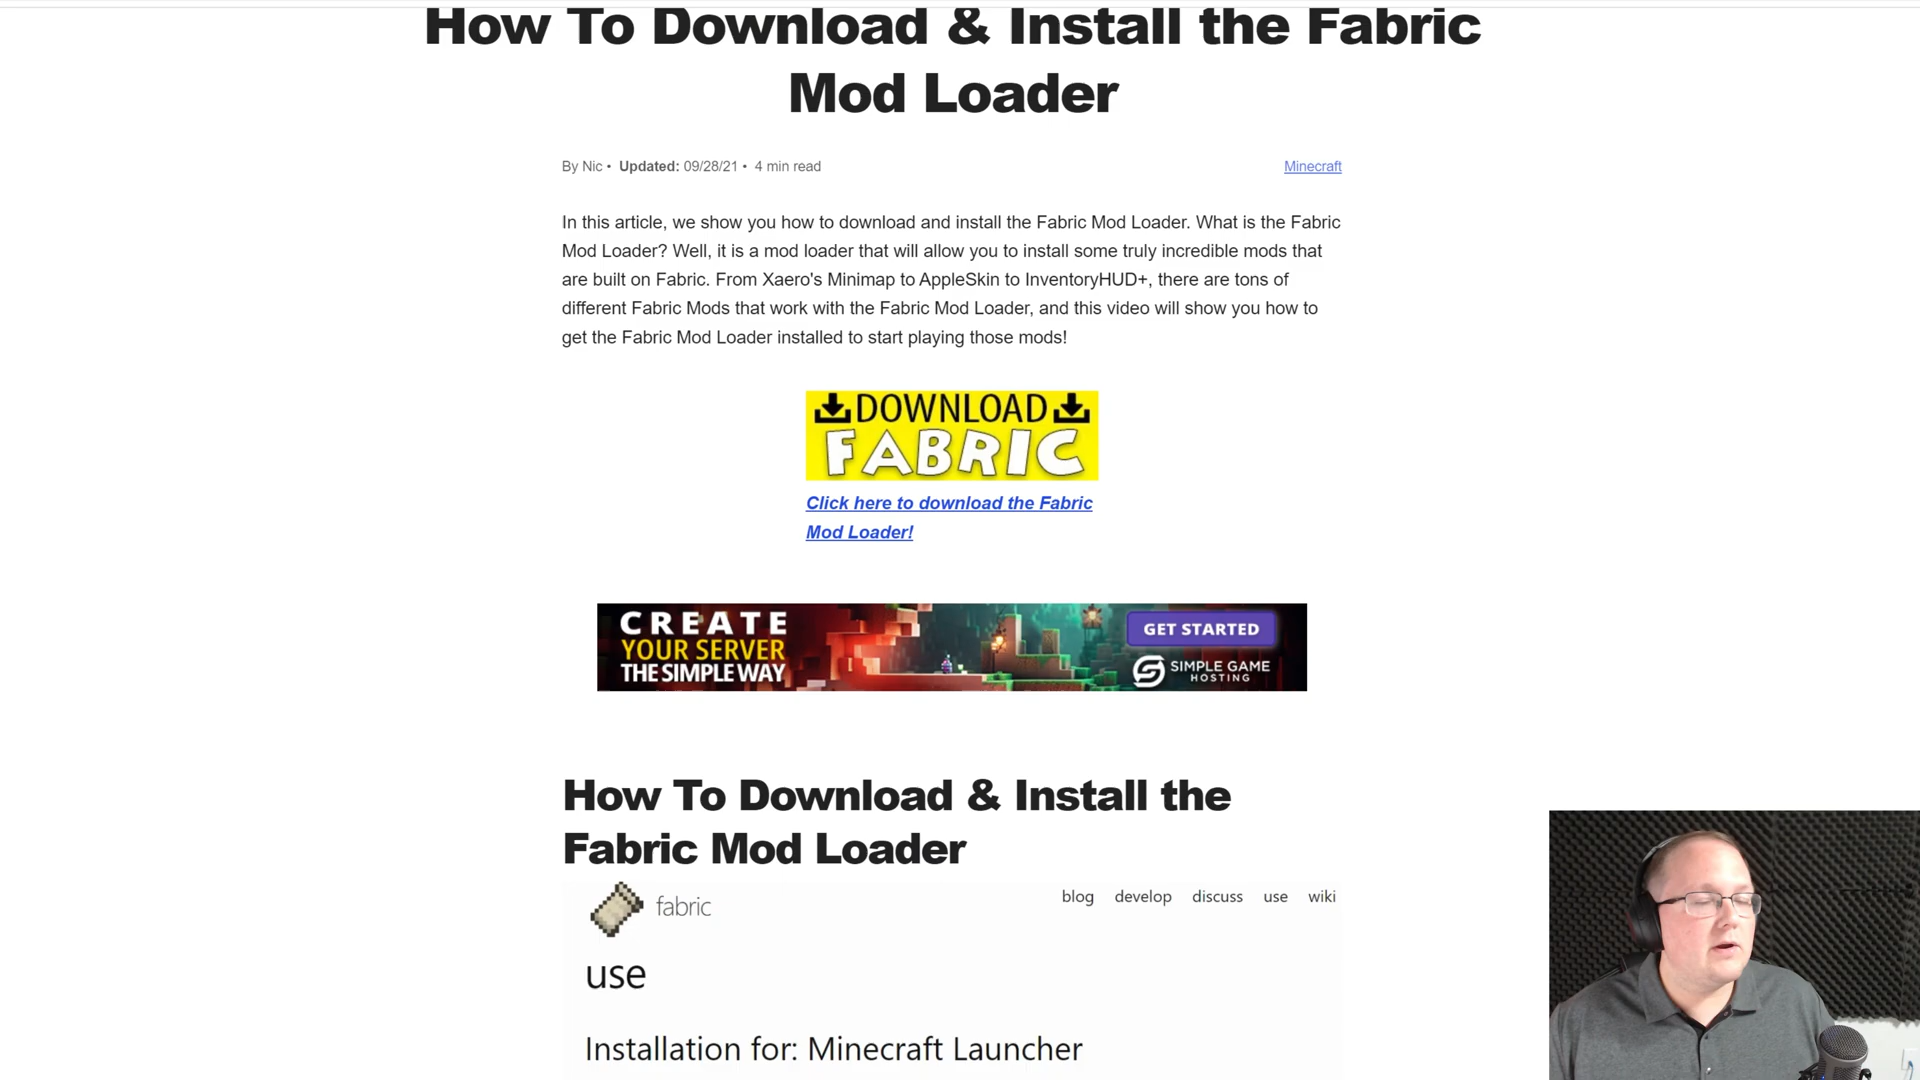 How To Download & Install the Fabric
Mod Loader
By Nic • Updated: 09/28/21 • 4 min read
Minecraft
In this article, we show you how to download and install the Fabric Mod Loader. What is the Fabric
Mod Loader? Well, it is a mod loader that will allow you to install some truly incredible mods that
are built on Fabric. From Xaero's Minimap to AppleSkin to InventoryHUD+, there are tons of
different Fabric Mods that work with the Fabric Mod Loader, and this video will show you how to
get the Fabric Mod Loader installed to start playing those mods!
DOWNLOAD
FABRIC
Click here to download the Fabric
Mod Loader!
CREATE
YOUR SERVER
THE SIMPLE WAY
GET STARTED
SIMPLE GAME
HOSTING
How To Download & Install the
Fabric Mod Loader
fabric
blog develop discuss use wiki
use
Installation for: Minecraft Launcher